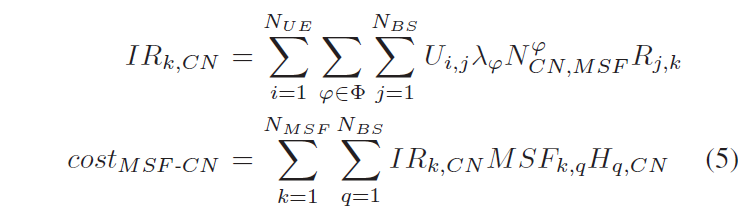 $IR_{k,CN} = \sum_{i=1}^{N_{UE}} \sum_{\varphi \in \Phi} \sum_{j=1}^{N_{BS}} U_{i,j} \lambda_{\varphi} N_{CN,MSF}^{\varphi} R_{j,k}$
$cost_{MSF\text{-}CN} = \sum_{k=1}^{N_{MSF}} \sum_{q=1}^{N_{BS}} IR_{k,CN} MSF_{k,q} H_{q,CN} \quad (5)$